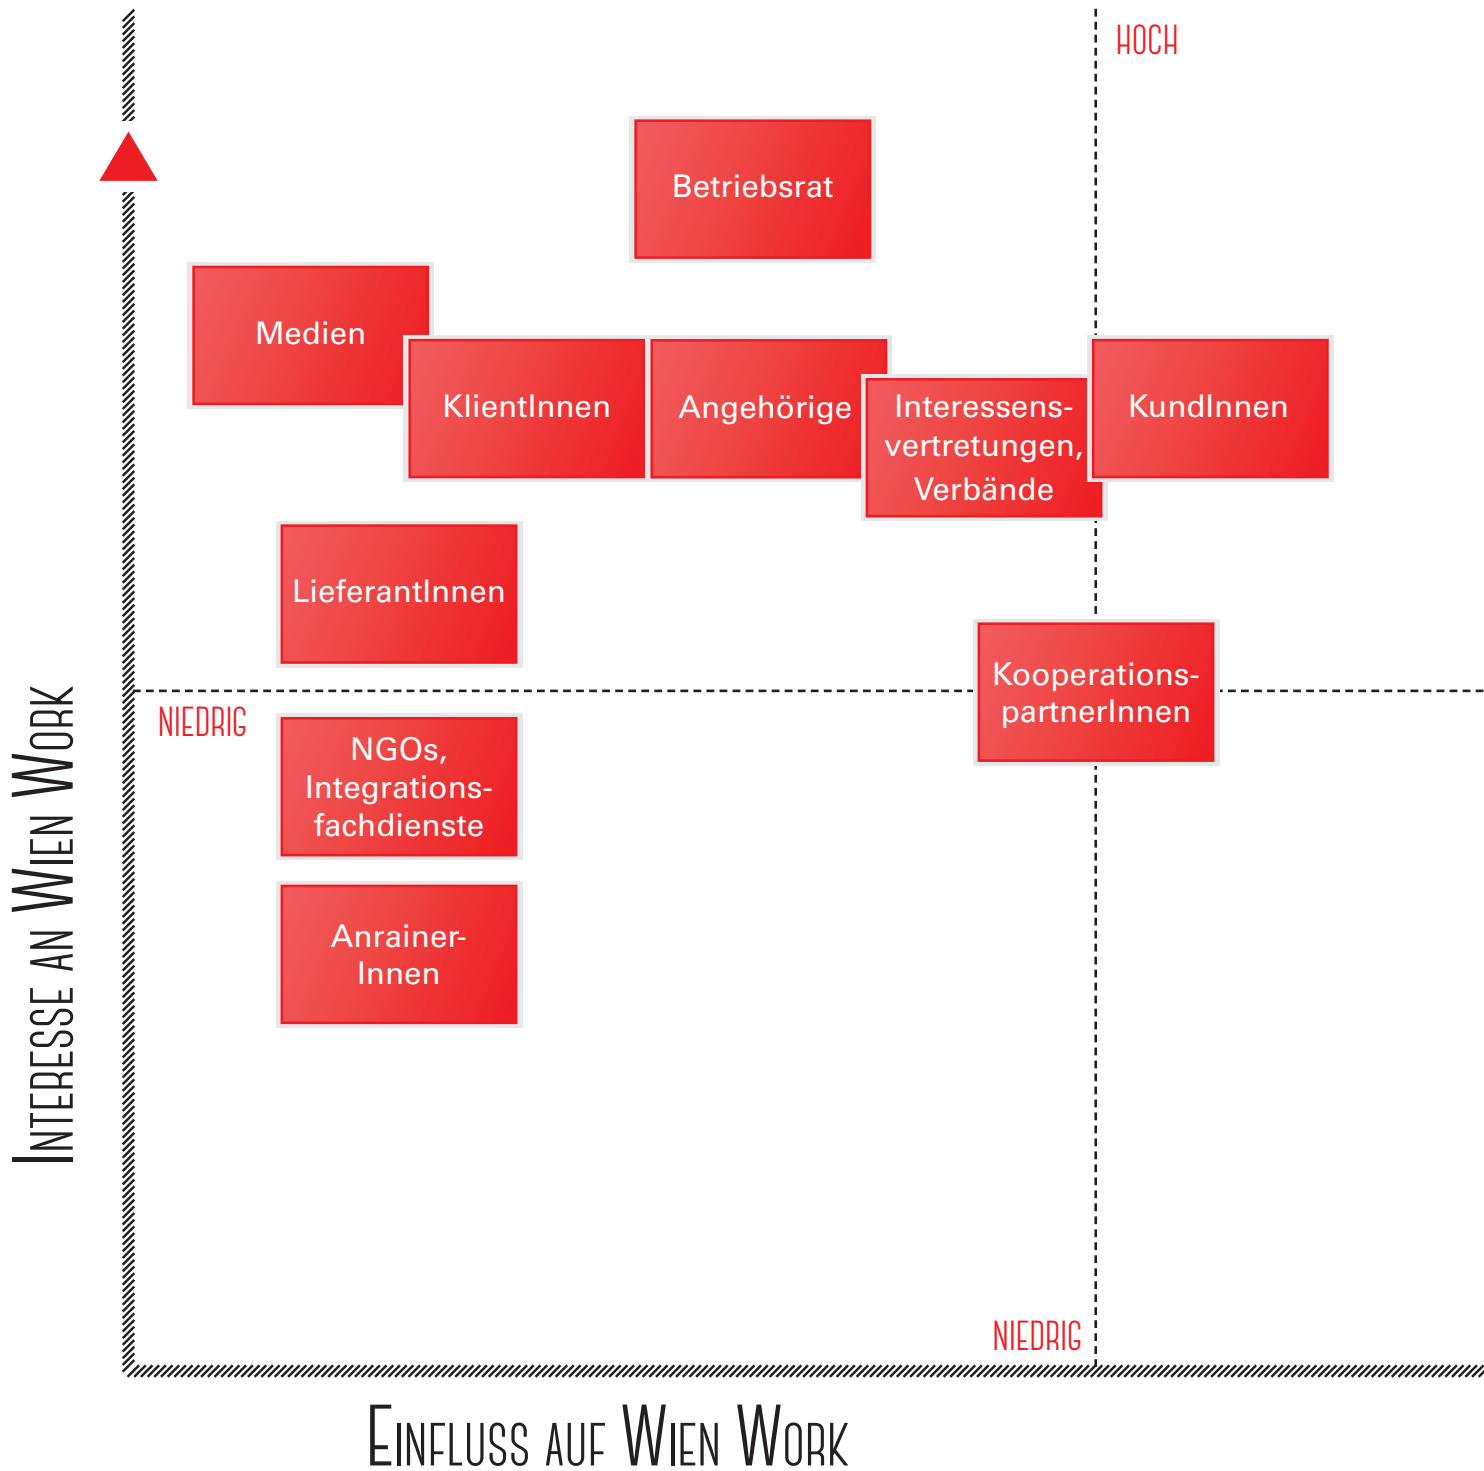 HOCH
Betriebsrat
Medien
KlientInnen
Angehörige
Interessens-
vertretungen,
Verbände
KundInnen
LieferantInnen
Kooperations-
partnerInnen
NIEDRIG
NGOs,
Integrations-
fachdienste
Anrainer-
Innen
INTERESSE AN WIEN WORK
NIEDRIG
EINFLUSS AUF WIEN WORK